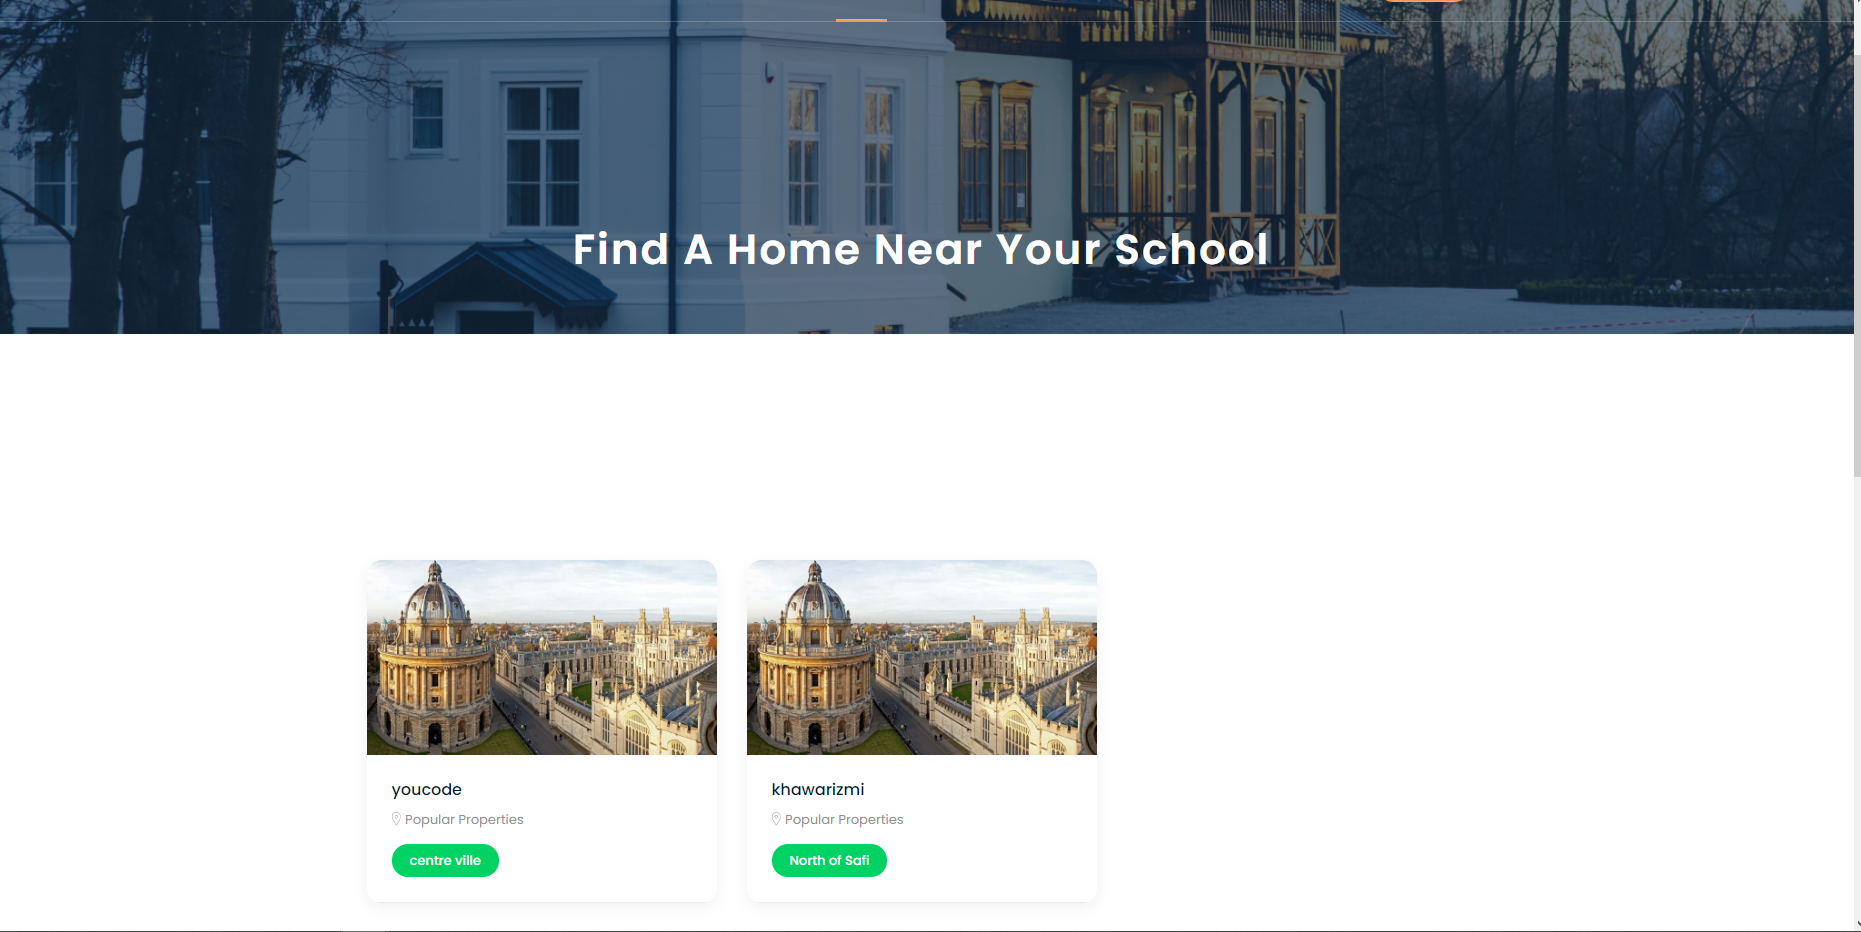 Find A Home Near Your School
youcode
Popular Properties
centre ville
khawarizmi
Popular Properties
North of Safi